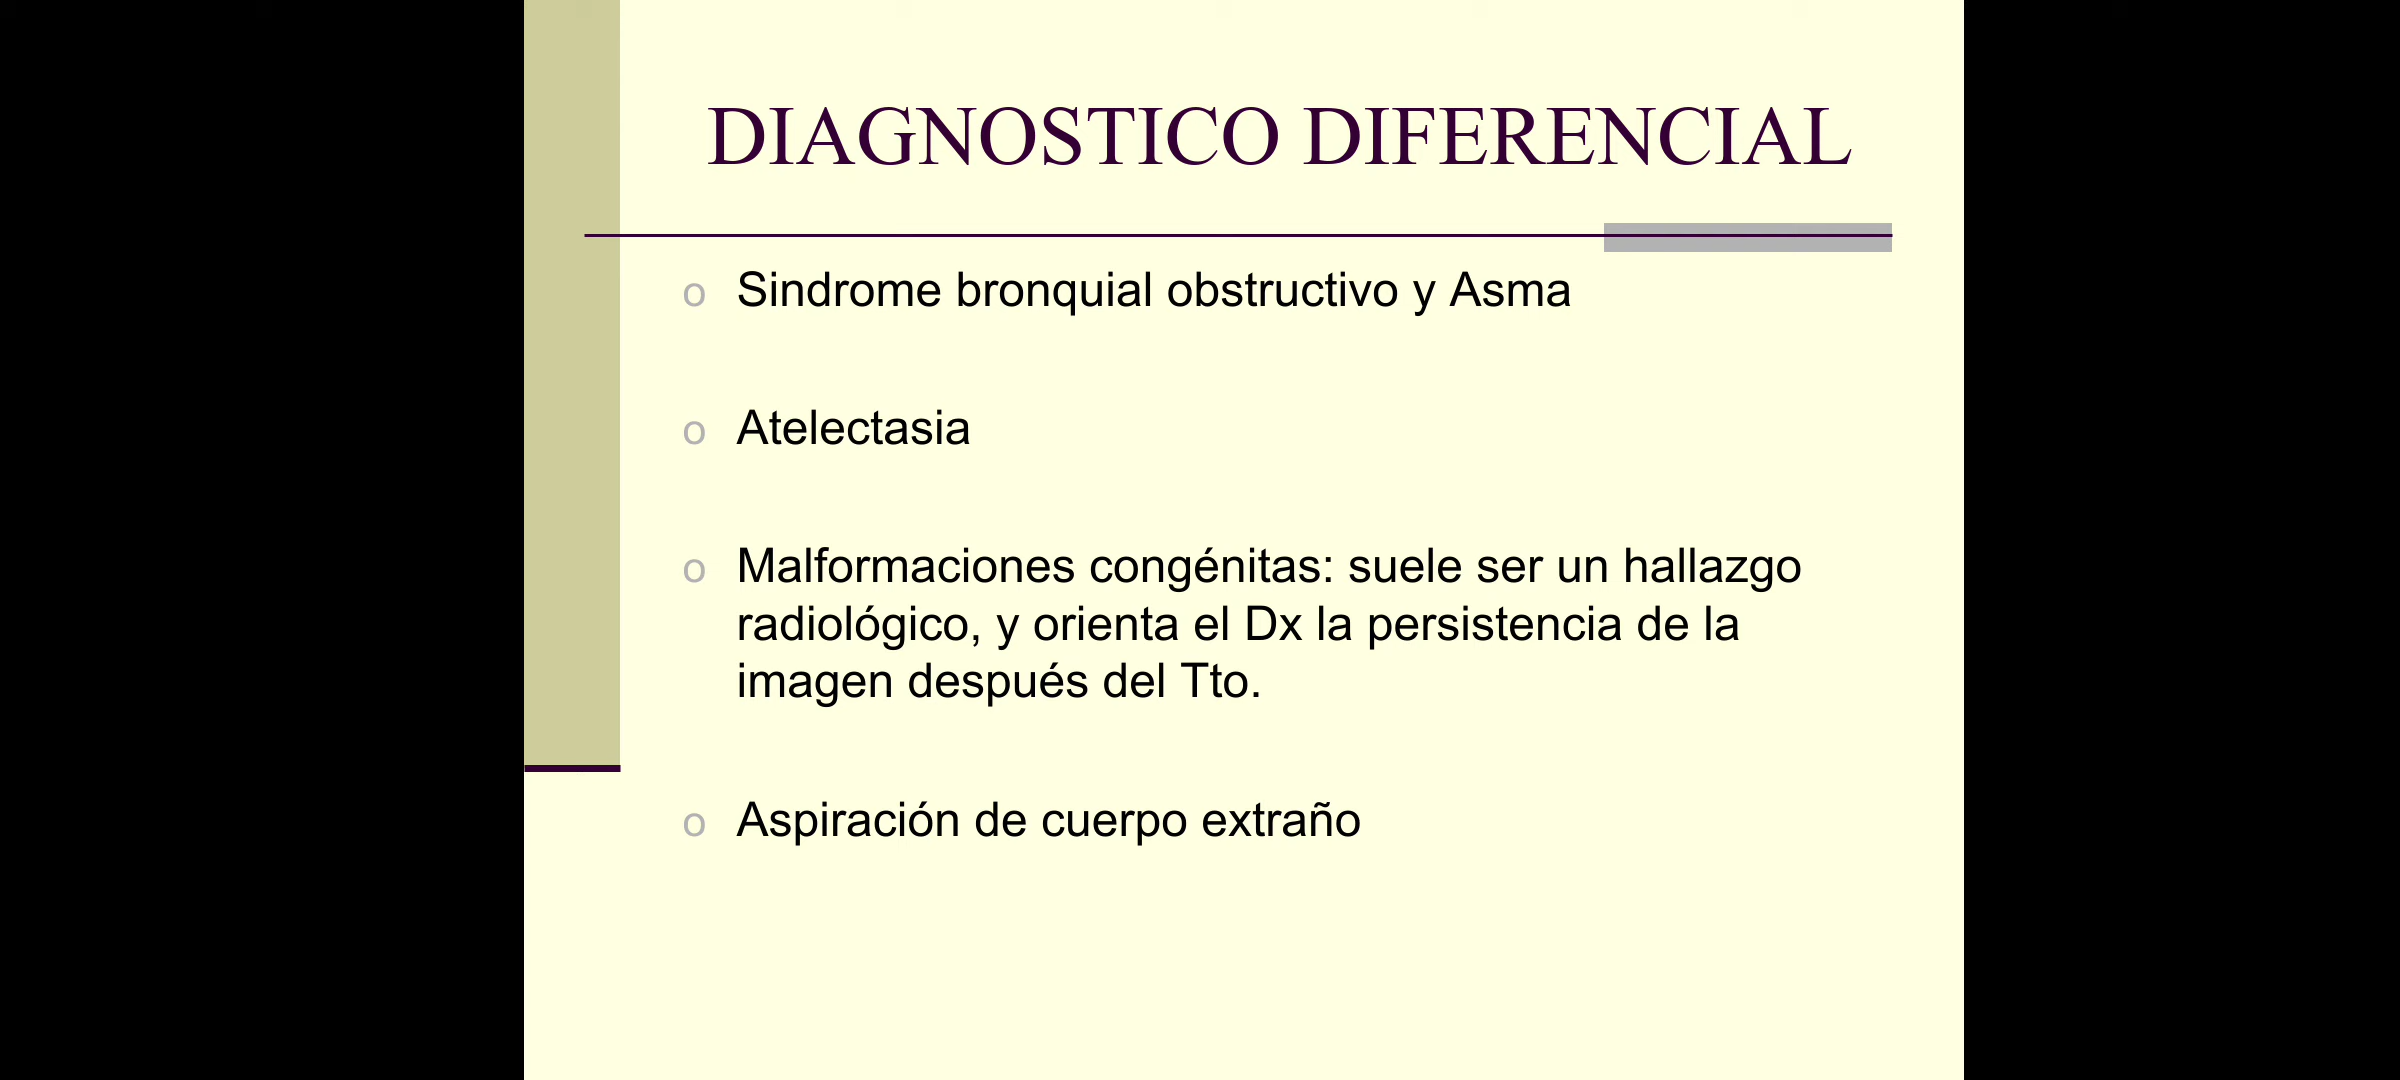 DIAGNOSTICO DIFERENCIAL
o Sindrome bronquial obstructivo y Asma
o Atelectasia
o Malformaciones congénitas: suele ser un hallazgo
radiológico, y orienta el Dx la persistencia de la
imagen después del Tto.
o Aspiración de cuerpo extraño